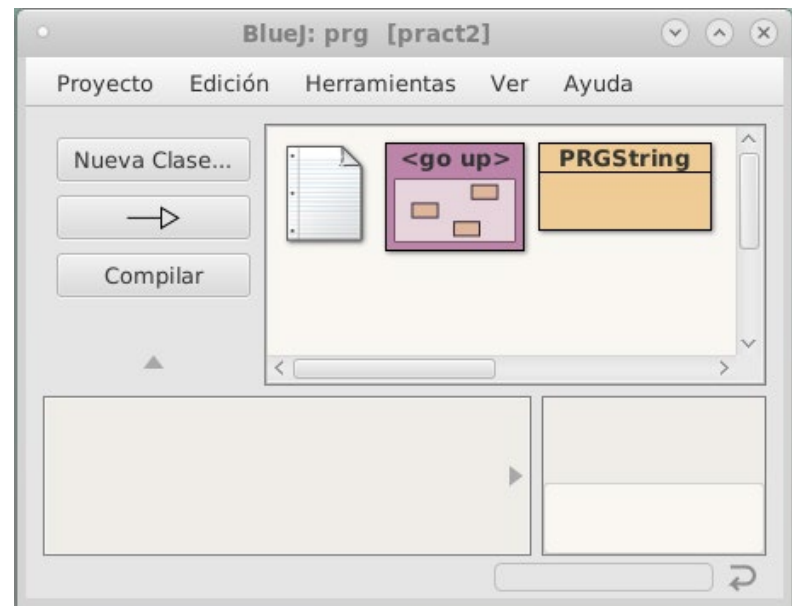 BlueJ: prg [pract2]
Proyecto Edición Herramientas Ver Ayuda
Nueva Clase...
<go up> PRGString
Compilar